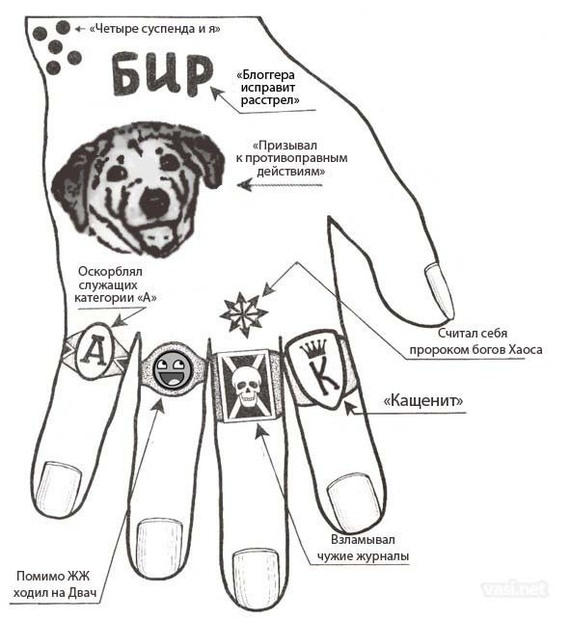 «Четыре суспенда и я»
БИР
«Блоггера
исправит
расстрел»
«Призывал
к противоправным
действиям»
Оскорблял
служащих
категории «А»
Считал себя
пророком богов Хаоса
А
К
«Кащенит»
Взламывал
чужие журналы
Помимо ЖЖ
ходил на Двач
vasi.net